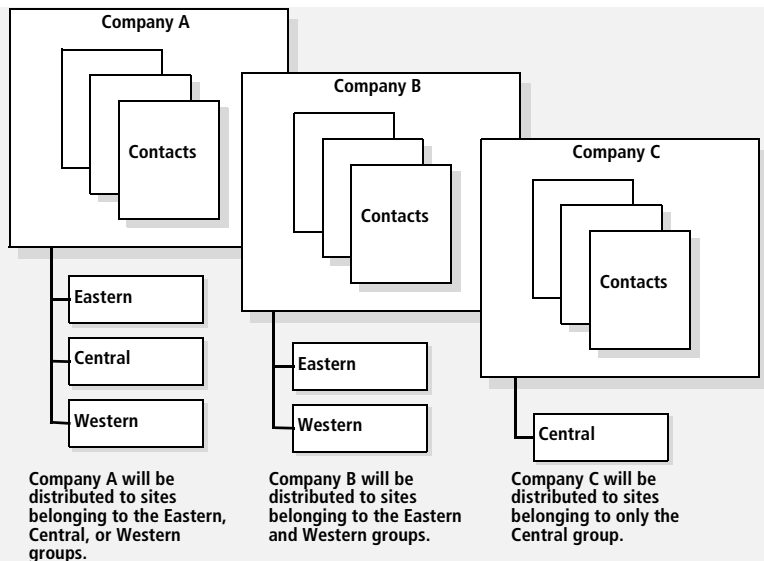 Company A
Contacts
Eastern
Central
Western
Company A will be
distributed to sites
belonging to the Eastern,
Central, or Western
groups.
Company B
Contacts
Eastern
Western
Company B will be
distributed to sites
belonging to the Eastern
and Western groups.
Company C
Contacts
Central
Company C will be
distributed to sites
belonging to only the
Central group.